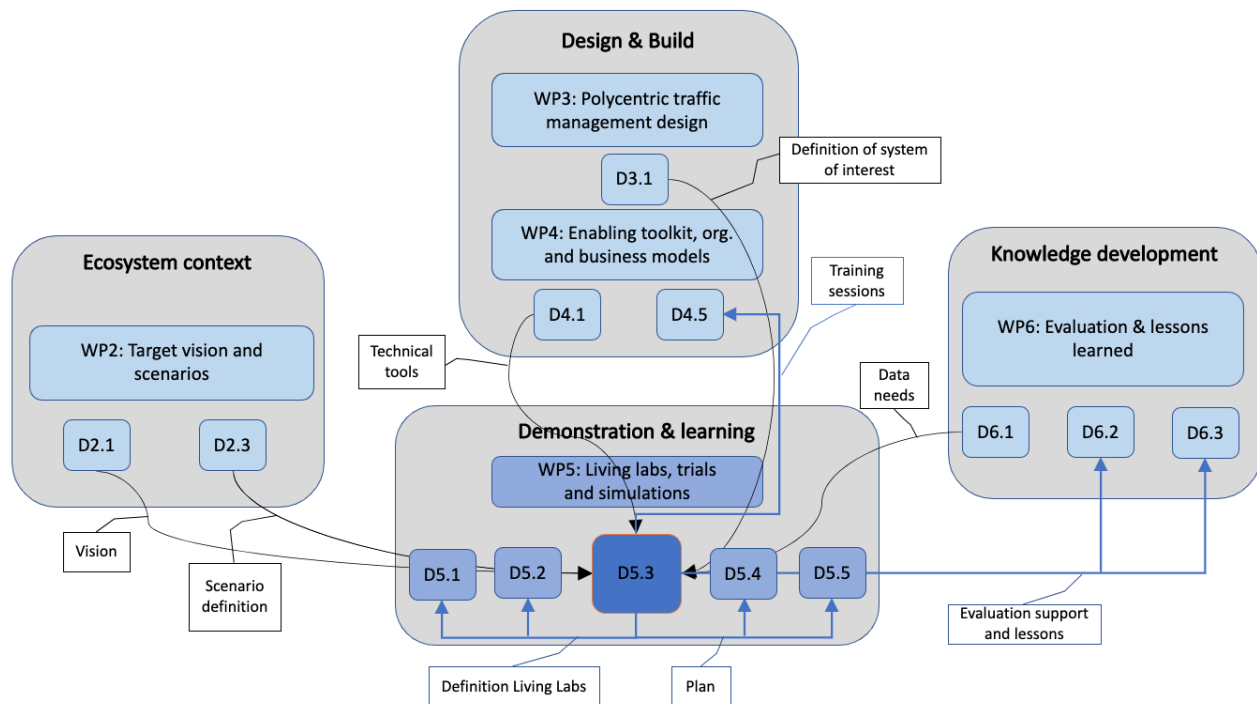 Design & Build
WP3: Polycentric traffic
management design
Definition of system
of interest
D3.1
WP4: Enabling toolkit, org.
and business models
D4.1
D4.5
Training
sessions
Ecosystem context
WP2: Target vision and
scenarios
D2.1
D2.3
Vision
Scenario
definition
Technical
tools
Knowledge development
WP6: Evaluation & lessons
learned
D6.1
D6.2
D6.3
Data
needs
Demonstration & learning
WP5: Living labs, trials
and simulations
D5.1
D5.2
D5.3
D5.4
D5.5
Evaluation support
and lessons
Definition Living Labs
Plan